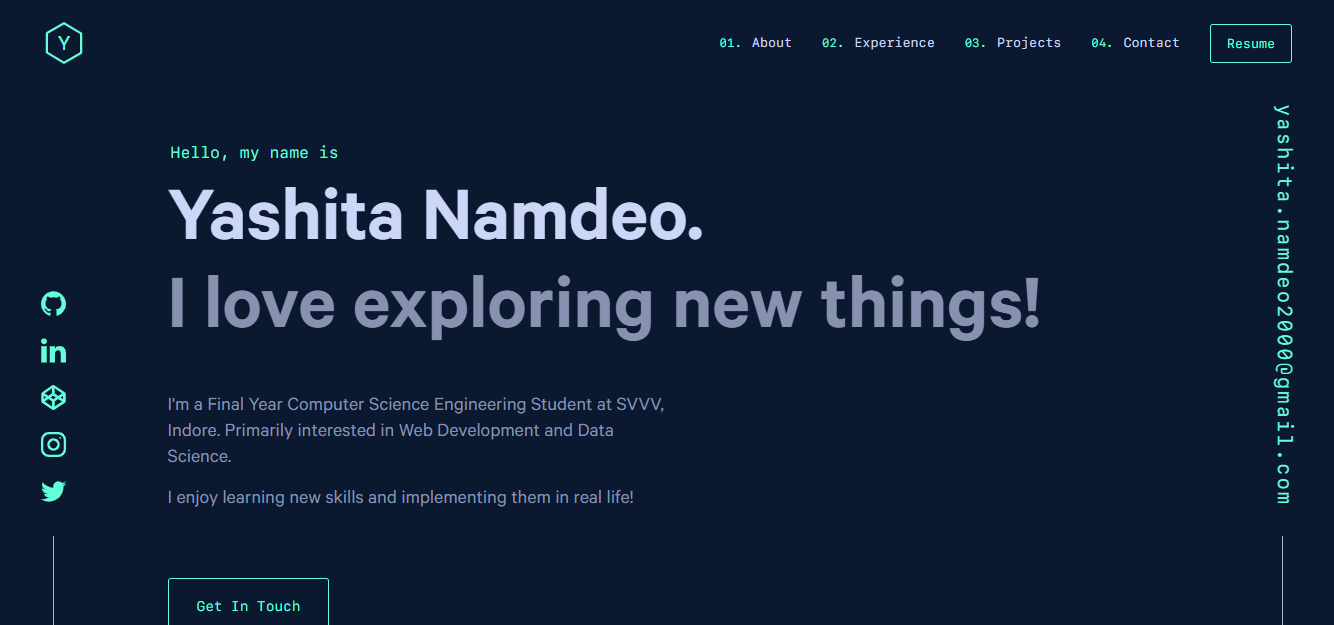 Y
01. About
02. Experience
03. Projects
04. Contact
Resume
Hello, my name is
Yashita Namdeo.
I love exploring new things!
I'm a Final Year Computer Science Engineering Student at SVVV,
Indore. Primarily interested in Web Development and Data
Science.
I enjoy learning new skills and implementing them in real life!
Get In Touch
in
yashita.namdeo2000@gmail.com